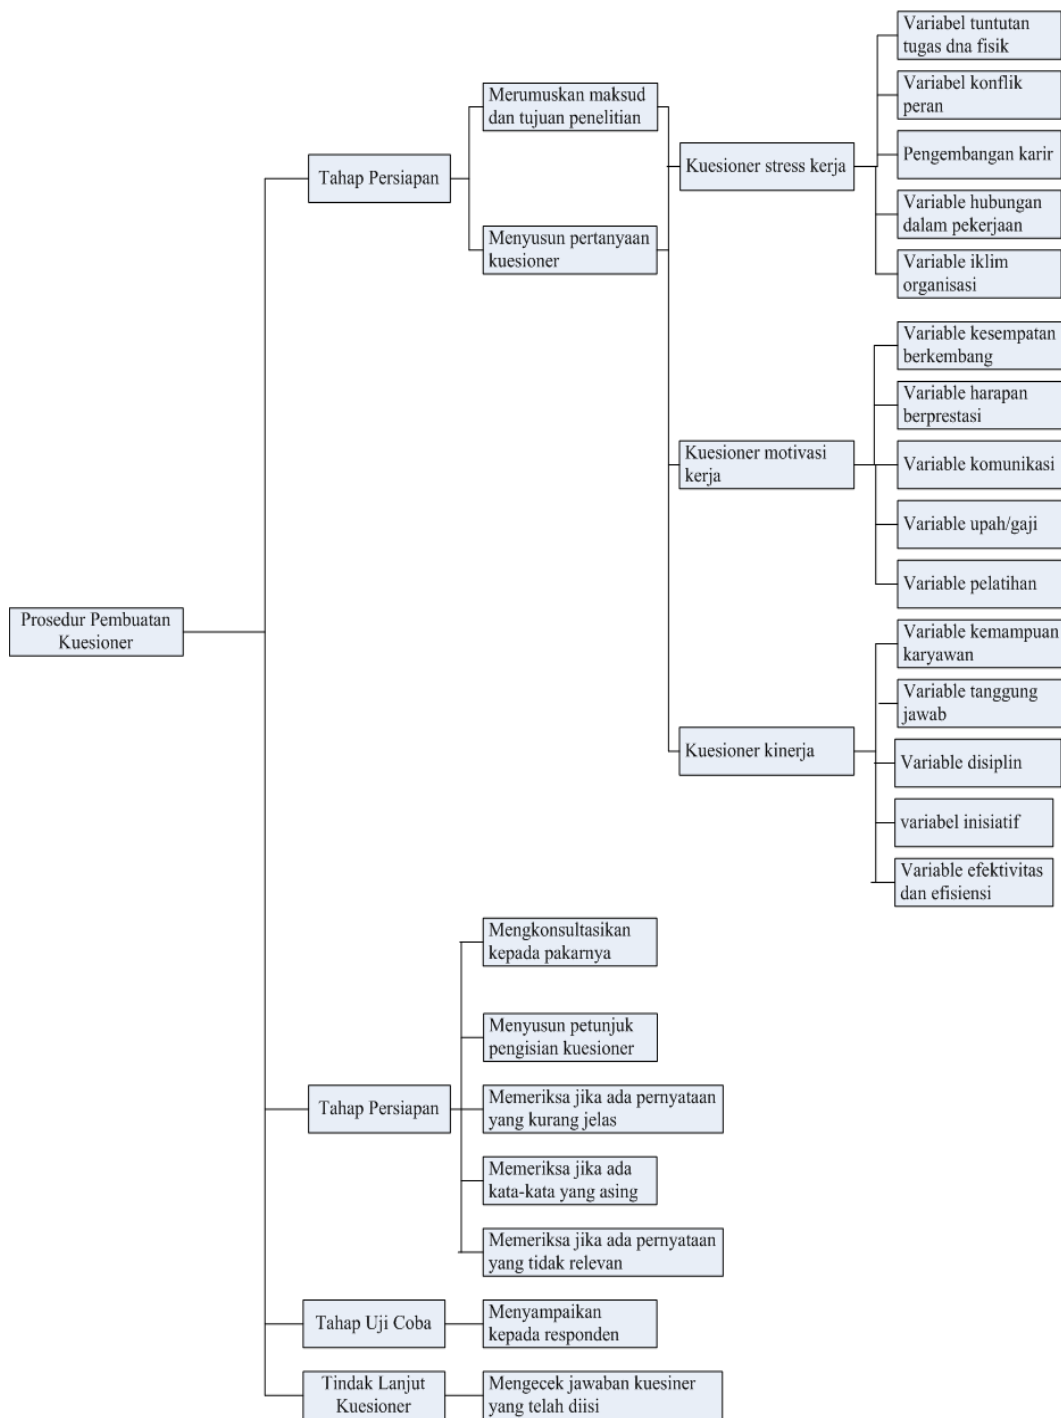 Prosedur Pembuatan
Kuesioner
Tahap Persiapan
Merumuskan maksud
dan tujuan penelitian
Menyusun pertanyaan
kuesioner
Kuesioner stress kerja
Variabel tuntutan
tugas dna fisik
Variabel konflik
peran
Pengembangan karir
Variable hubungan
dalam pekerjaan
Variable iklim
organisasi
Kuesioner motivasi
kerja
Variable kesempatan
berkembang
Variable harapan
berprestasi
Variable komunikasi
Variable upah/gaji
Variable pelatihan
Kuesioner kinerja
Variable kemampuan
karyawan
Variable tanggung
jawab
Variable disiplin
variabel inisiatif
Variable efektivitas
dan efisiensi
Tahap Persiapan
Mengkonsultasikan
kepada pakarnya
Menyusun petunjuk
pengisian kuesioner
Memeriksa jika ada pernyataan
yang kurang jelas
Memeriksa jika ada
kata-kata yang asing
Memeriksa jika ada pernyataan
yang tidak relevan
Tahap Uji Coba
Menyampaikan
kepada responden
Tindak Lanjut
Kuesioner
Mengecek jawaban kuesiner
yang telah diisi